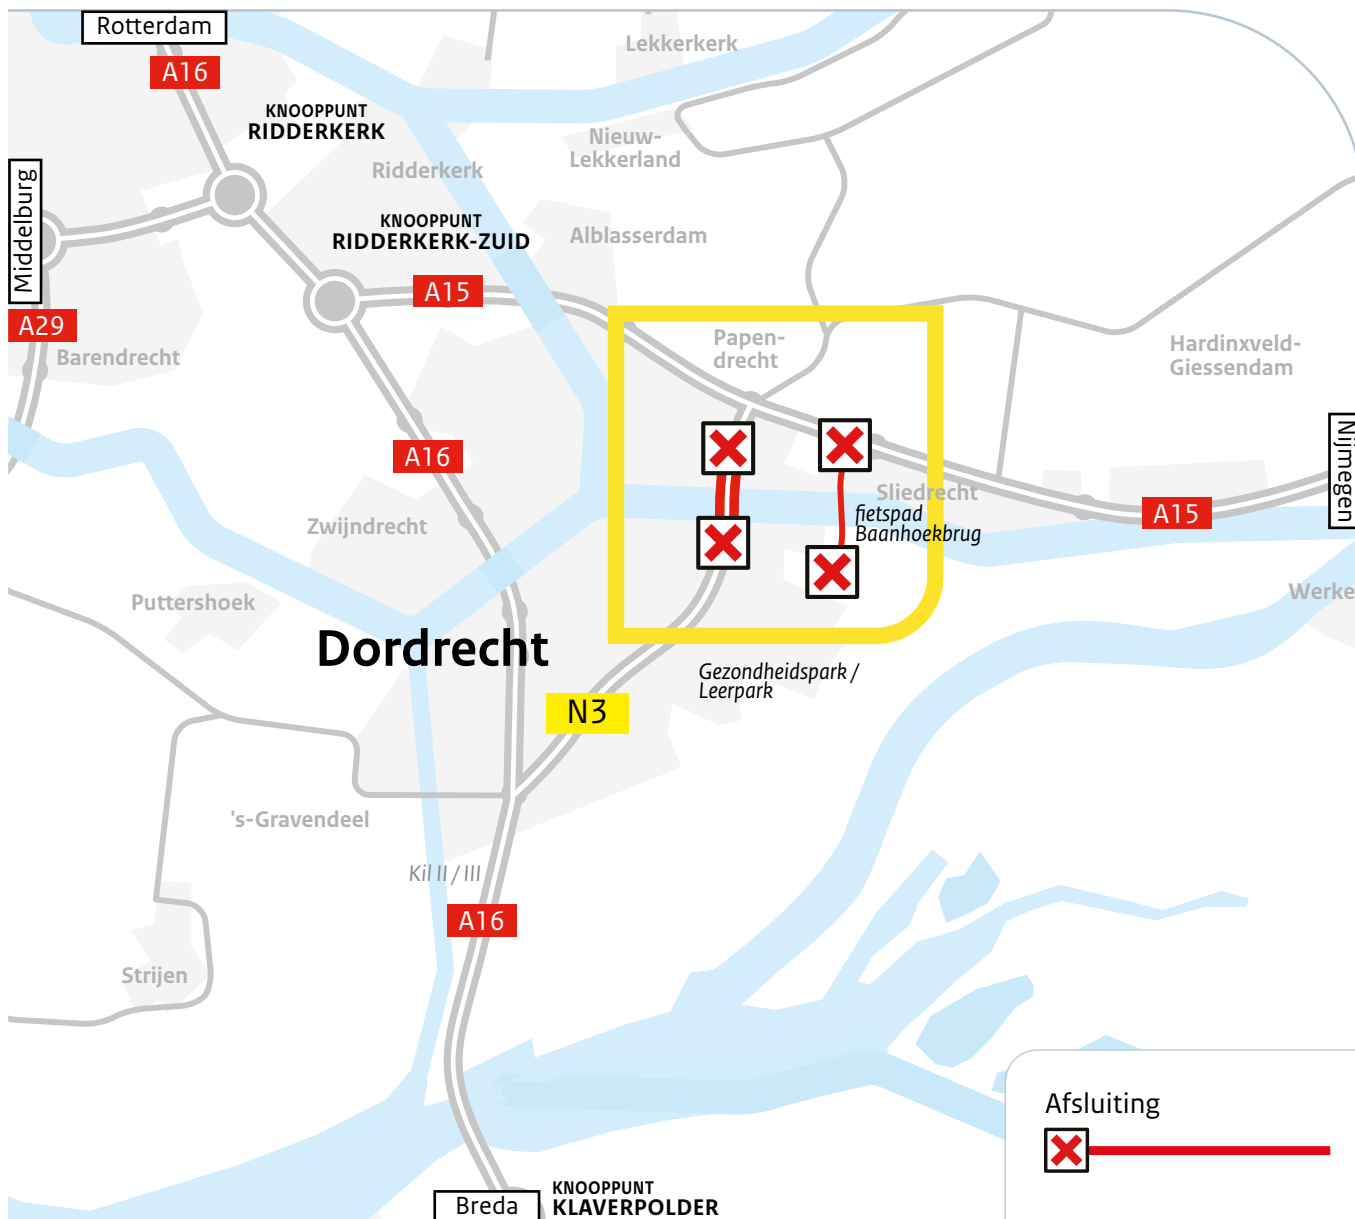 Rotterdam
A16
Lekkerkerk
KNOOPPUNT
RIDDERKERK
Nieuw-
Lekkerland
Ridderkerk
Middelburg
KNOOPPUNT
RIDDERKERK-ZUID
Alblasserdam
A15
A29
Barendrecht
Papen-
drecht
Hardinxveld-
Giessendam
A16
Nijmegen
Zwijndrecht
Sliedrecht
fietspad
Baanhoekbrug
A15
Puttershoek
Werke
Dordrecht
Gezondheidspark /
Leerpark
N3
's-Gravendeel
Kil II / III
A16
Strijen
Afsluiting
Breda
KNOOPPUNT
KLAVERPOLDER